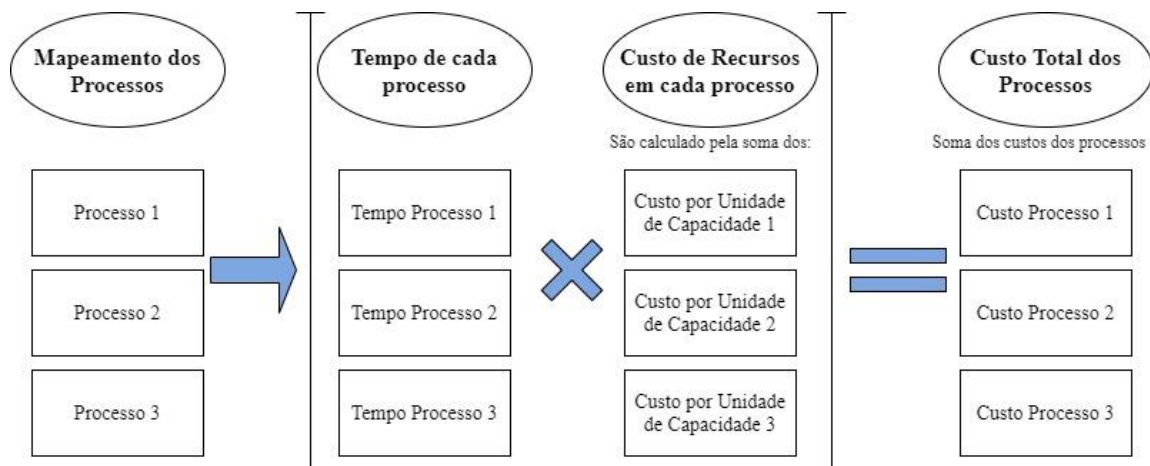 Mapeamento dos
Processos
Tempo de cada
processo
Custo de Recursos
em cada processo
Custo Total dos
Processos
São calculado pela soma dos:
Soma dos custos dos processos
Processo 1
Tempo Processo 1
Custo por Unidade
de Capacidade 1
Custo Processo 1
Processo 2
Tempo Processo 2
Custo por Unidade
de Capacidade 2
Custo Processo 2
Processo 3
Tempo Processo 3
Custo por Unidade
de Capacidade 3
Custo Processo 3